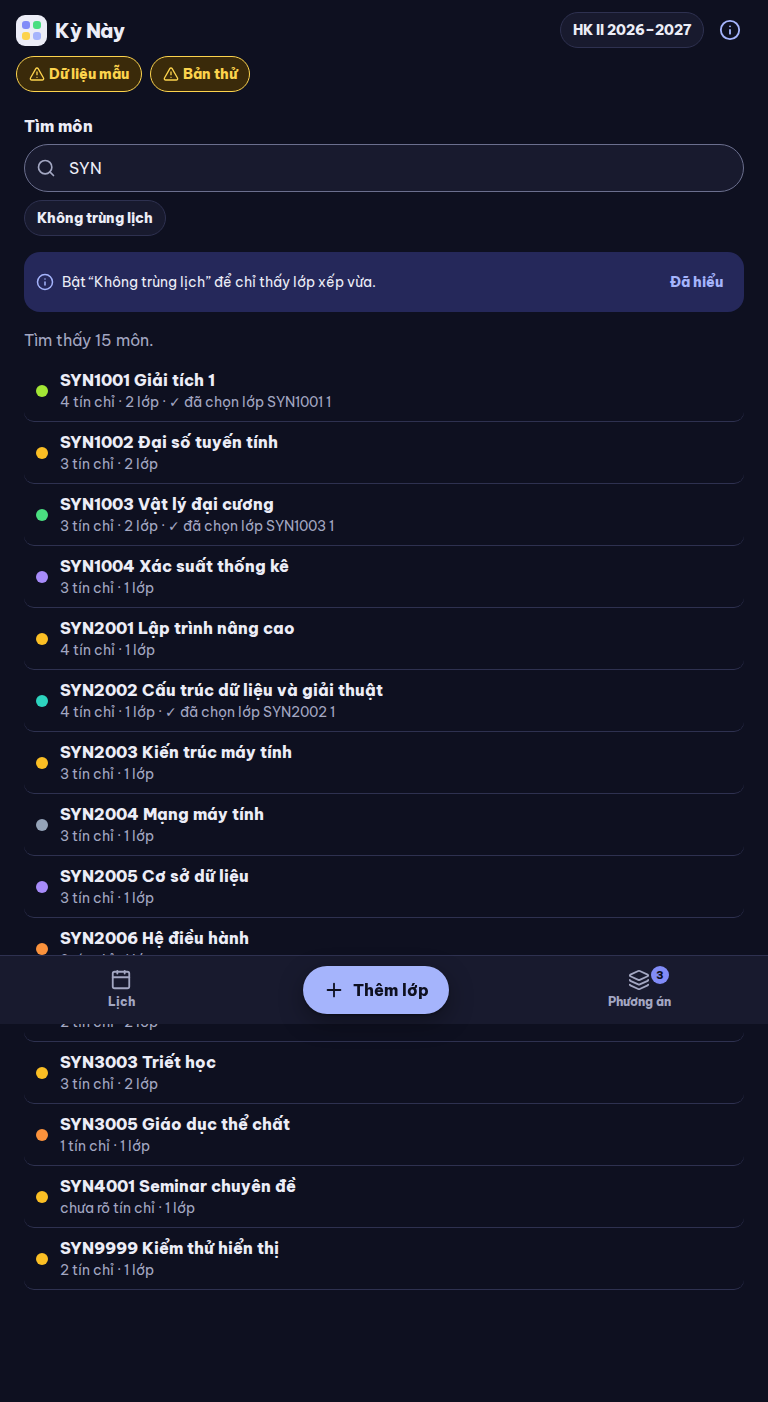 Kỳ Này
HK II 2026–2027
Dữ liệu mẫu
Bản thử
Tìm môn
SYN
Không trùng lịch
Bật “Không trùng lịch” để chỉ thấy lớp xếp vừa.
Đã hiểu
Tìm thấy 15 môn.
SYN1001 Giải tích 1
4 tín chỉ · 2 lớp · ✓ đã chọn lớp SYN1001 1
SYN1002 Đại số tuyến tính
3 tín chỉ · 2 lớp
SYN1003 Vật lý đại cương
3 tín chỉ · 2 lớp · ✓ đã chọn lớp SYN1003 1
SYN1004 Xác suất thống kê
3 tín chỉ · 1 lớp
SYN2001 Lập trình nâng cao
4 tín chỉ · 1 lớp
SYN2002 Cấu trúc dữ liệu và giải thuật
4 tín chỉ · 1 lớp · ✓ đã chọn lớp SYN2002 1
SYN2003 Kiến trúc máy tính
3 tín chỉ · 1 lớp
SYN2004 Mạng máy tính
3 tín chỉ · 1 lớp
SYN2005 Cơ sở dữ liệu
3 tín chỉ · 1 lớp
SYN2006 Hệ điều hành
Lịch
Thêm lớp
3
Phương án
2 tín chỉ · 2 lớp
SYN3003 Triết học
3 tín chỉ · 2 lớp
SYN3005 Giáo dục thể chất
1 tín chỉ · 1 lớp
SYN4001 Seminar chuyên đề
chưa rõ tín chỉ · 1 lớp
SYN9999 Kiểm thử hiển thị
2 tín chỉ · 1 lớp